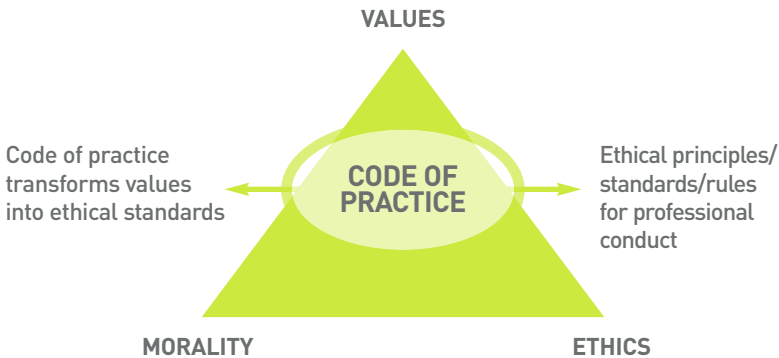 VALUES
Code of practice
transforms values
into ethical standards
CODE OF
PRACTICE
Ethical principles/
standards/rules
for professional
conduct
MORALITY
ETHICS